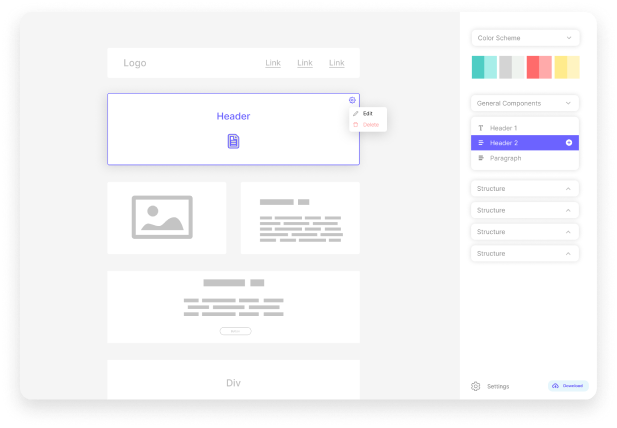 Logo
Link Link Link
Header
Edit
Delete
Div
Color Scheme
General Components
T Header 1
Header 2
Paragraph
Structure
Structure
Structure
Structure
Settings
Download